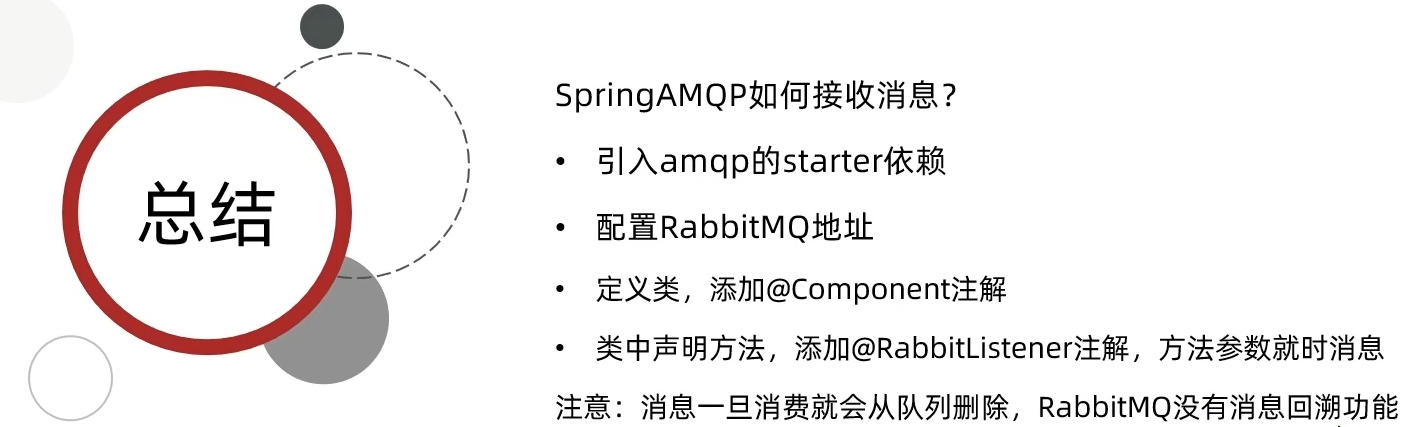 总结
SpringAMQP如何接收消息？
• 引入amqp的starter依赖
• 配置RabbitMQ地址
• 定义类，添加@Component注解
• 类中声明方法，添加@RabbitListener注解，方法参数就时消息
注意：消息一旦消费就会从队列删除，RabbitMQ没有消息回溯功能